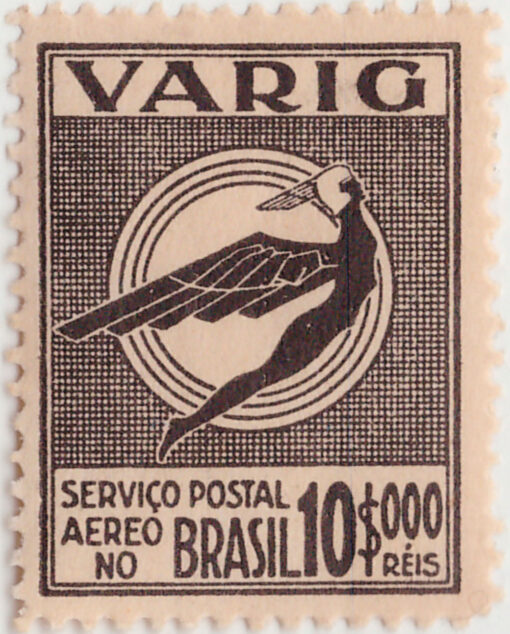 VARIG
SERVIÇO POSTAL
AEREO
NO BRASIL 10$000
RÉIS